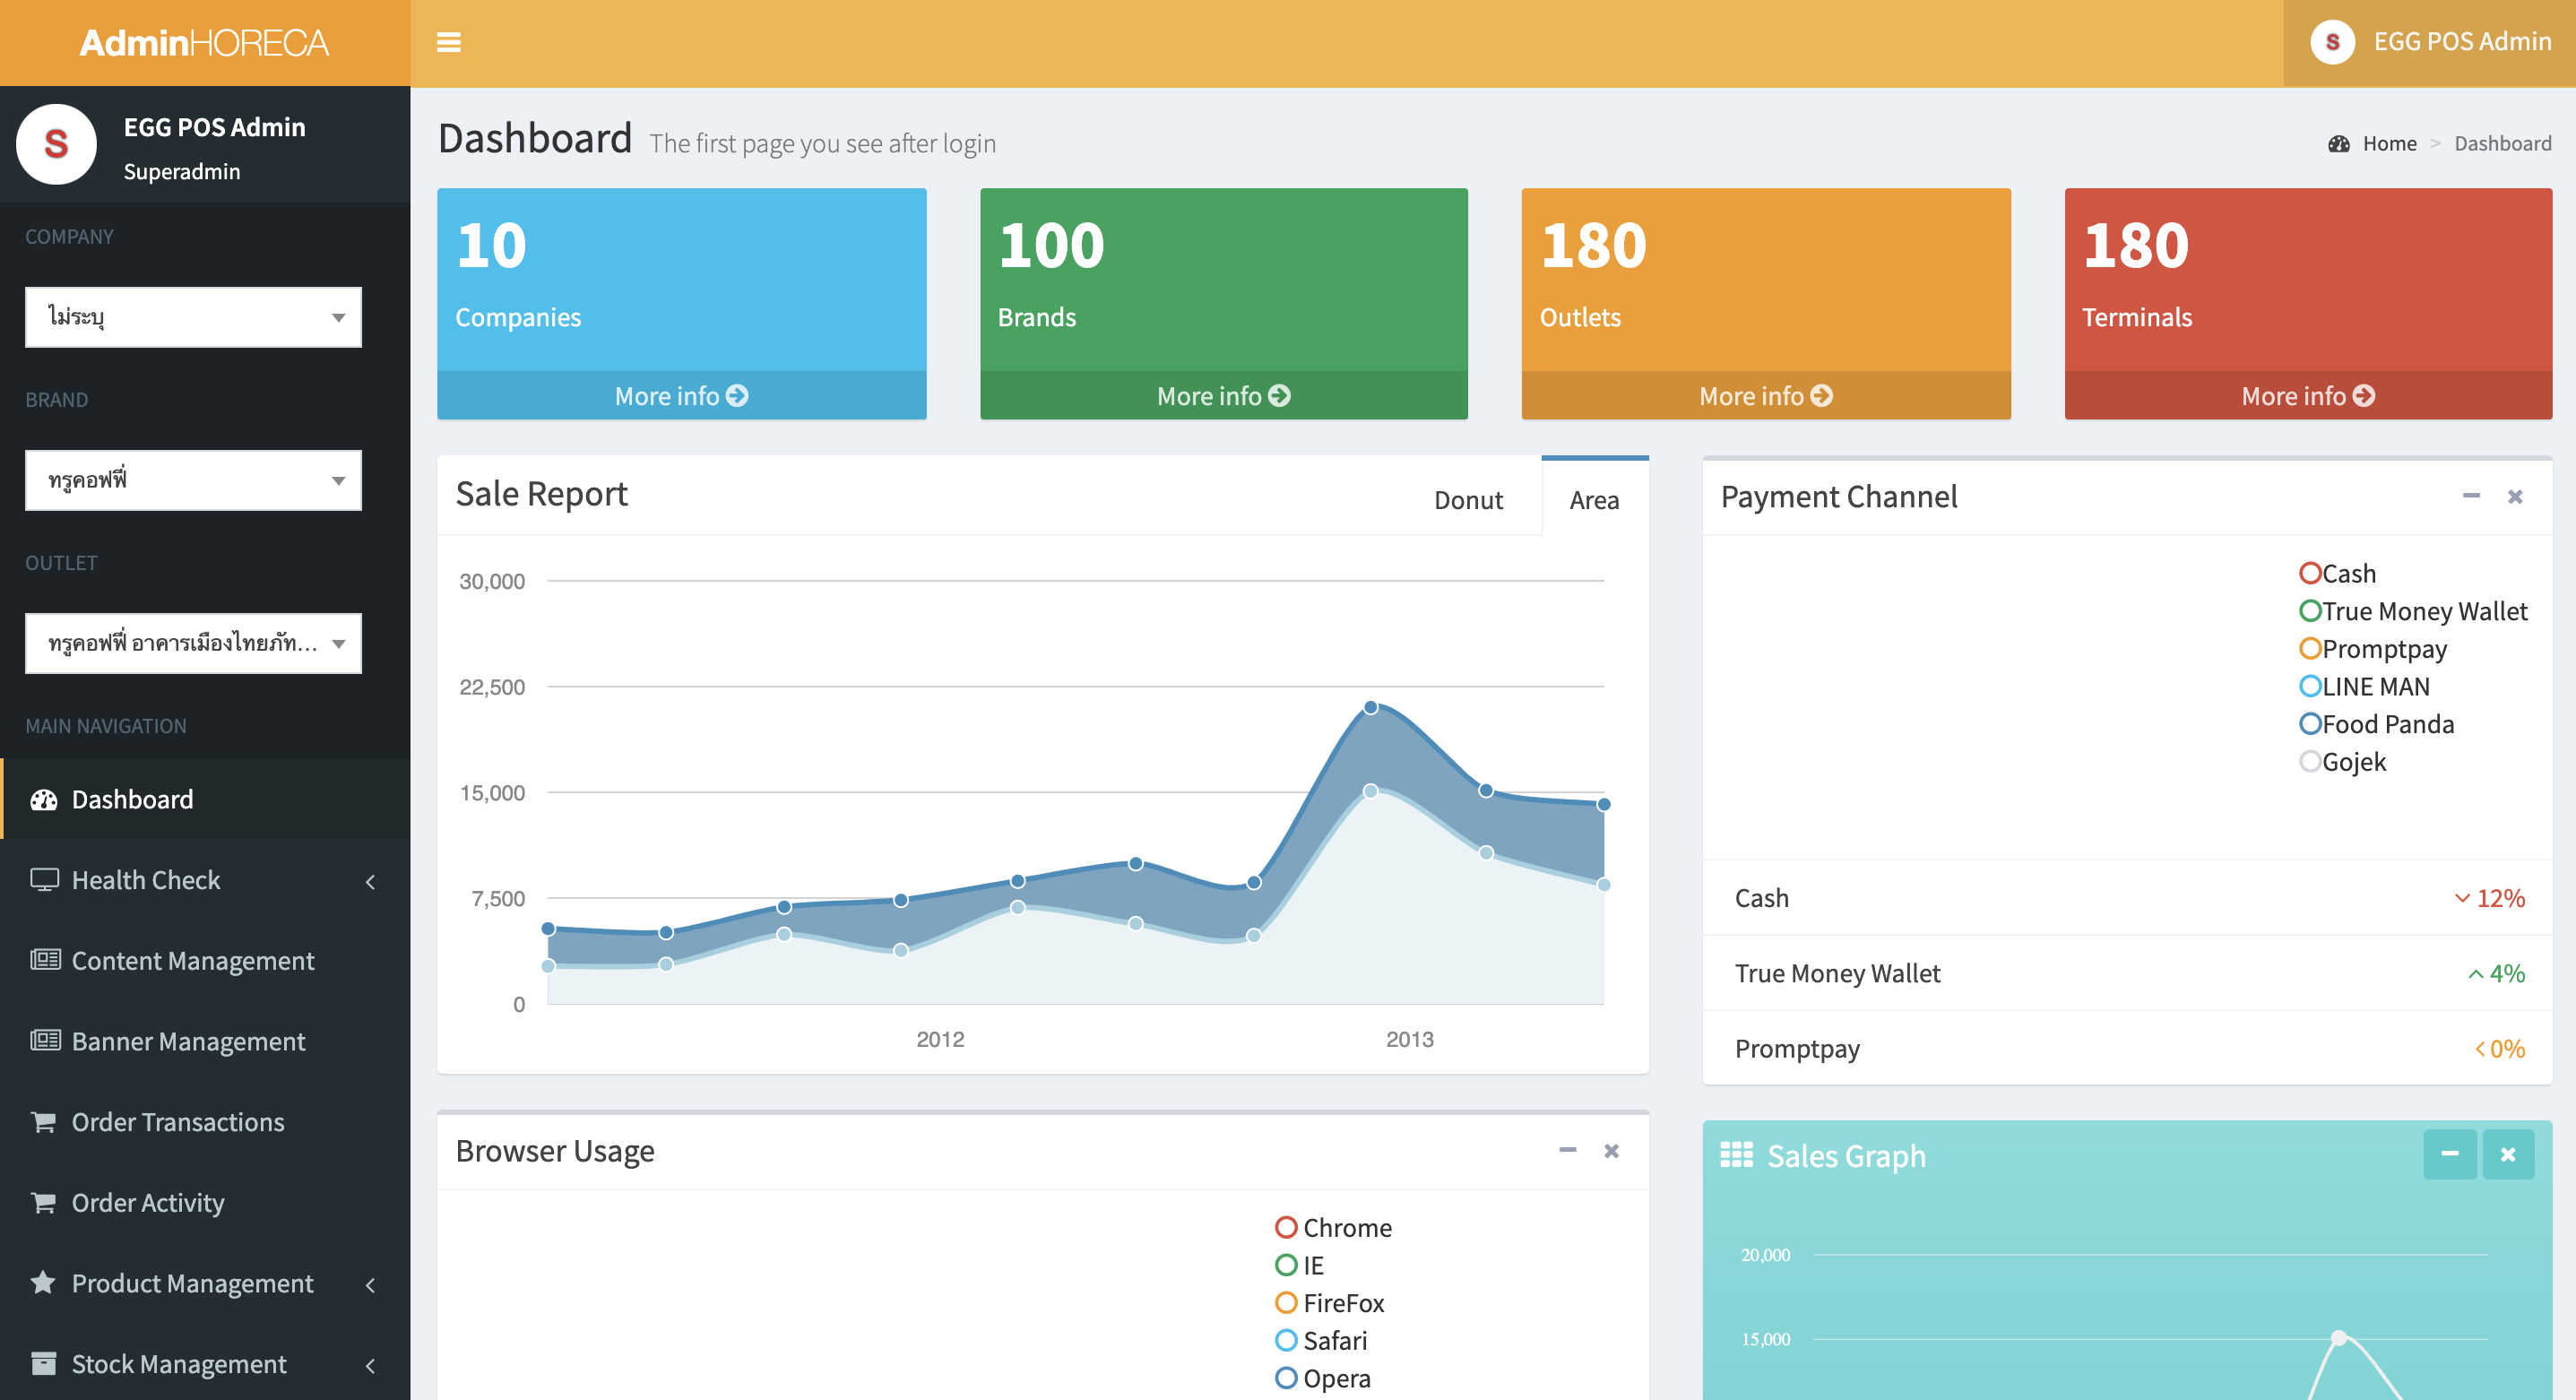 AdminHORECA
EGG POS Admin
EGG POS Admin
Superadmin
COMPANY
ไม่ระบุ
BRAND
ทรูคอฟฟี่
OUTLET
ทรูคอฟฟี่ อาคารเมืองไทยภัท...
MAIN NAVIGATION
Dashboard
Health Check
Content Management
Banner Management
Order Transactions
Order Activity
Product Management
Stock Management
Dashboard The first page you see after login
Home > Dashboard
10
Companies
More info
100
Brands
More info
180
Outlets
More info
180
Terminals
More info
Sale Report
Donut
Area
30,000
22,500
15,000
7,500
0
2012
2013
Payment Channel
Cash
True Money Wallet
Promptpay
LINE MAN
Food Panda
Gojek
Cash 12%
True Money Wallet 4%
Promptpay 0%
Browser Usage
Chrome
IE
FireFox
Safari
Opera
Sales Graph
20,000
15,000
S
S